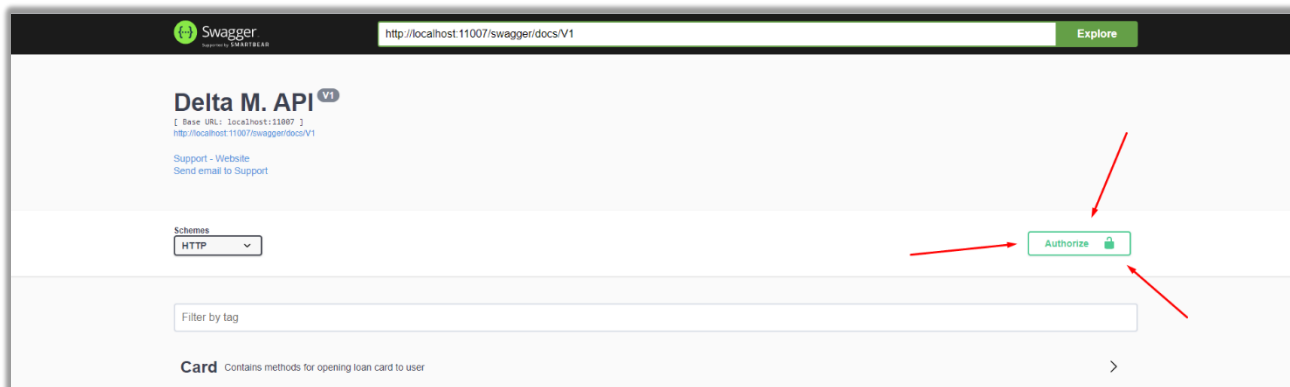 Swagger
Supported by SMARTBEAR
http://localhost:11007/swagger/docs/V1
Explore
Delta M. API V1
[ Base URL: localhost:11007 ]
http://localhost:11007/swagger/docs/V1
Support - Website
Send email to Support
Schemes
HTTP
Authorize
Filter by tag
Card Contains methods for opening loan card to user